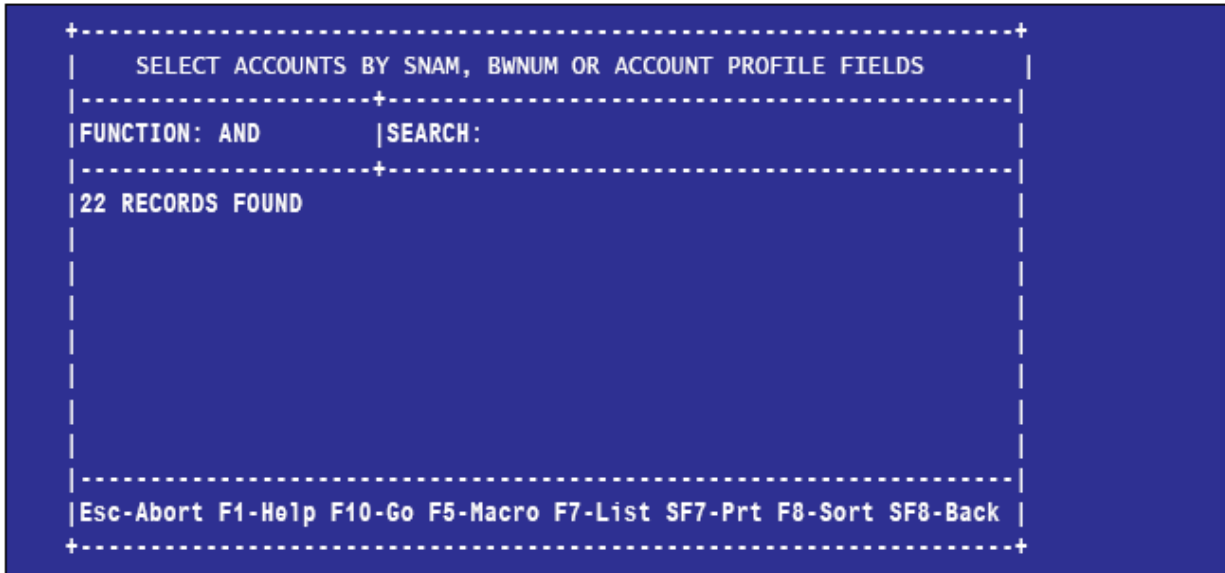 SELECT ACCOUNTS BY SNAM, BWNUM OR ACCOUNT PROFILE FIELDS
FUNCTION: AND |SEARCH:
22 RECORDS FOUND
Esc-Abort F1-Help F10-Go F5-Macro F7-List SF7-Prt F8-Sort SF8-Back